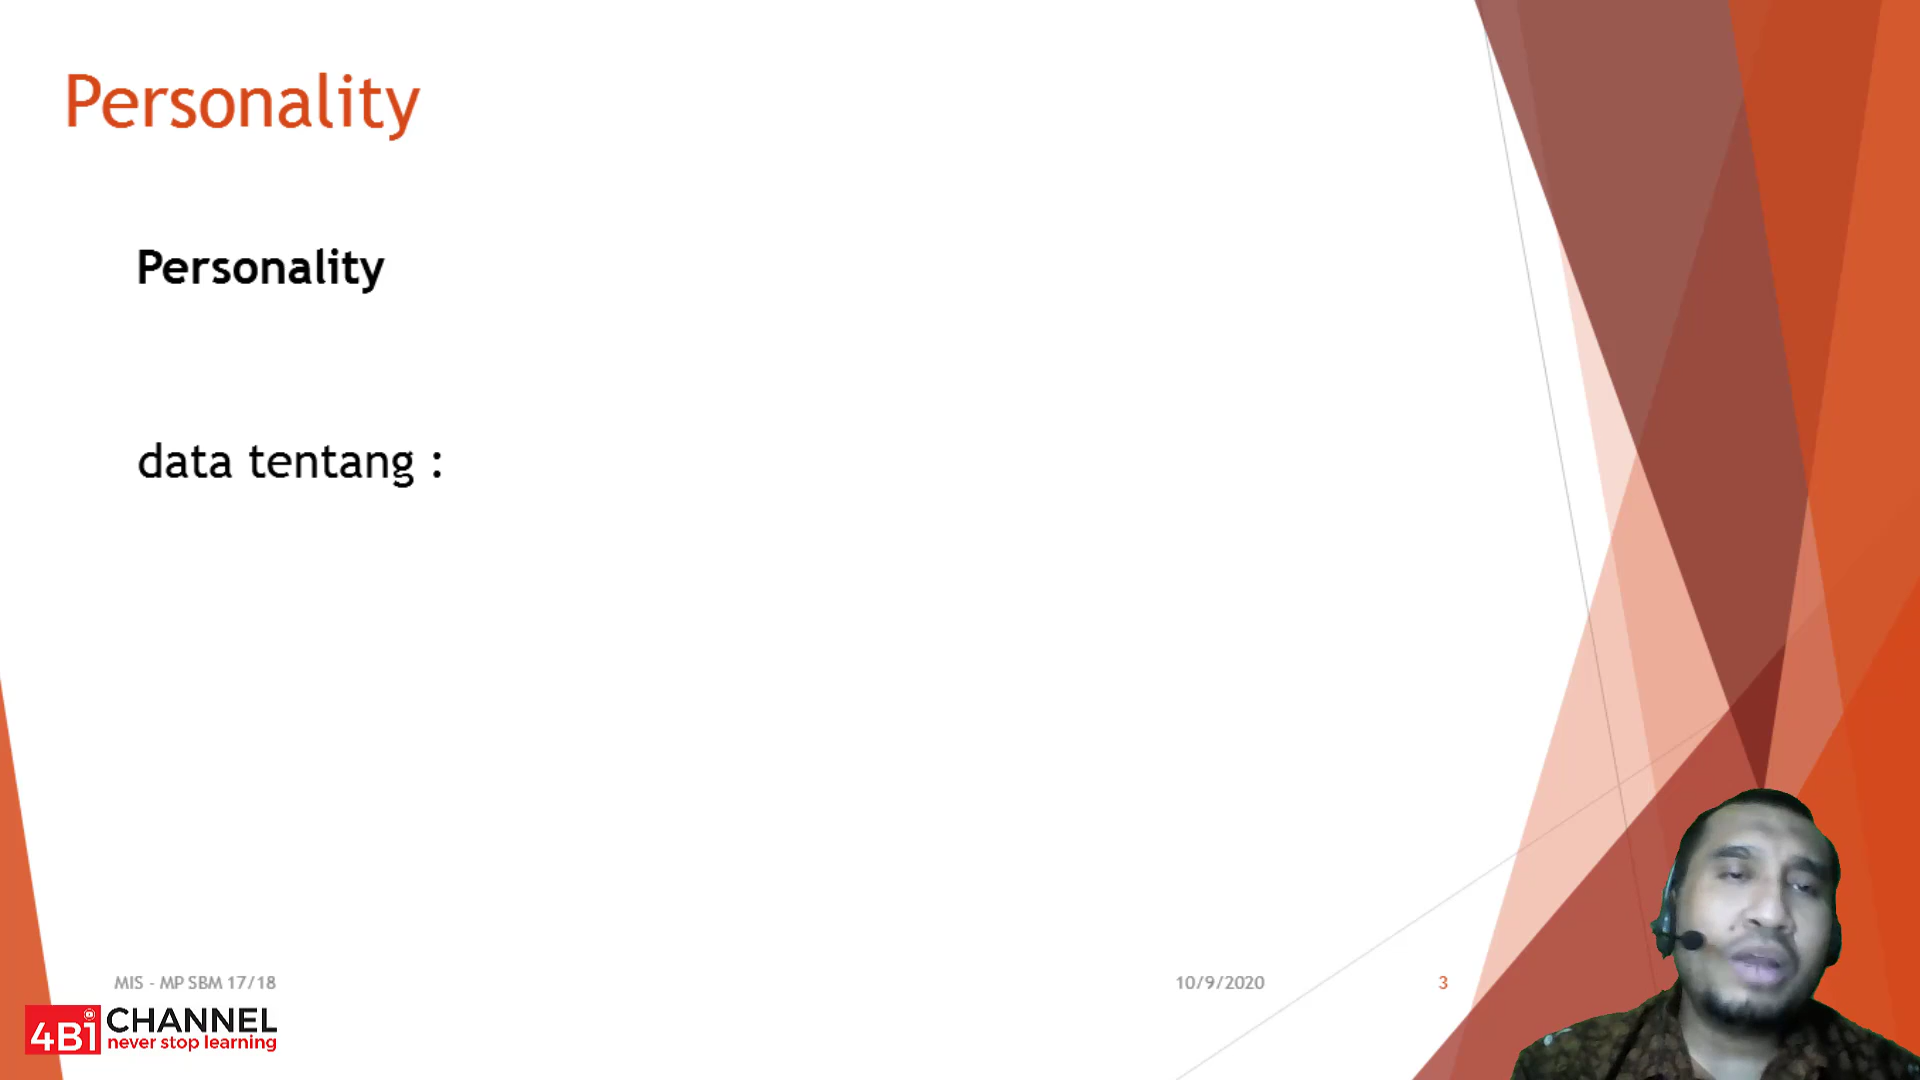 Personality
Personality
data tentang :
MIS - MP SBM 17/18
10/9/2020
3
4Bi CHANNEL
never stop learning